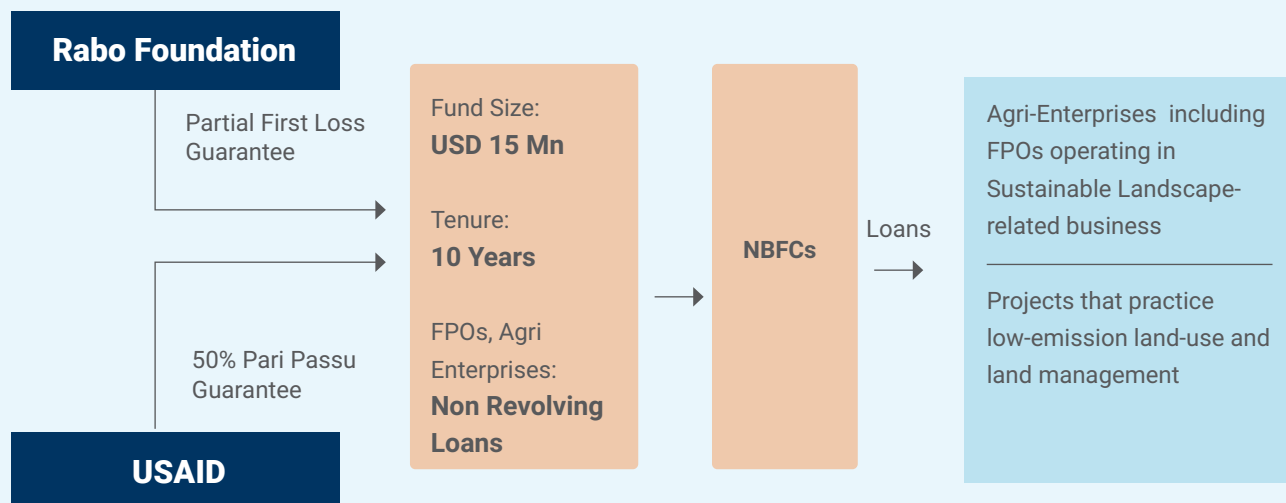 Rabo Foundation
Partial First Loss
Guarantee
50% Pari Passu
Guarantee
USAID
Fund Size:
USD 15 Mn
Tenure:
10 Years
FPOs, Agri
Enterprises:
Non Revolving
Loans
NBFCs
Loans
Agri-Enterprises including
FPOs operating in
Sustainable Landscape-
related business
Projects that practice
low-emission land-use and
land management